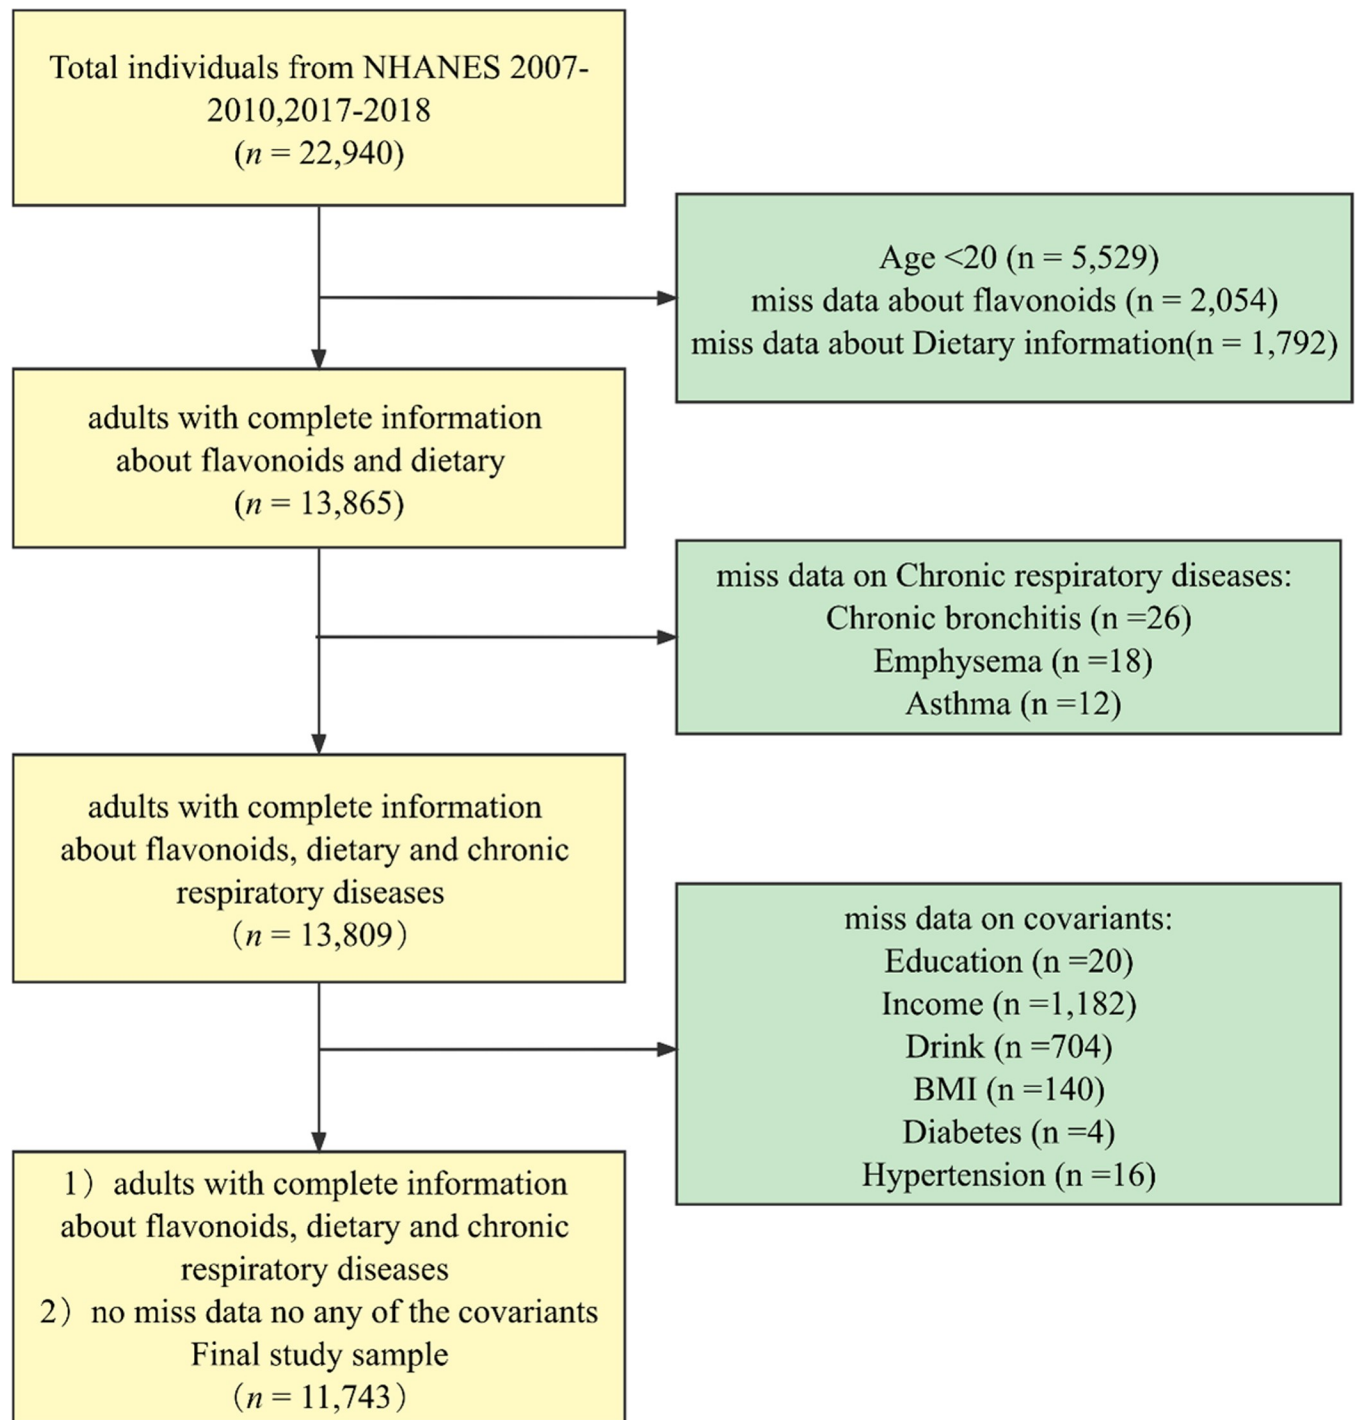 Total individuals from NHANES 2007-
2010,2017-2018
(n = 22,940)
Age <20 (n = 5,529)
miss data about flavonoids (n = 2,054)
miss data about Dietary information(n = 1,792)
adults with complete information
about flavonoids and dietary
(n = 13,865)
miss data on Chronic respiratory diseases:
Chronic bronchitis (n =26)
Emphysema (n =18)
Asthma (n =12)
adults with complete information
about flavonoids, dietary and chronic
respiratory diseases
（n = 13,809）
miss data on covariants:
Education (n =20)
Income (n =1,182)
Drink (n =704)
BMI (n =140)
Diabetes (n =4)
Hypertension (n =16)
1）adults with complete information
about flavonoids, dietary and chronic
respiratory diseases
2）no miss data no any of the covariants
Final study sample
（n = 11,743）